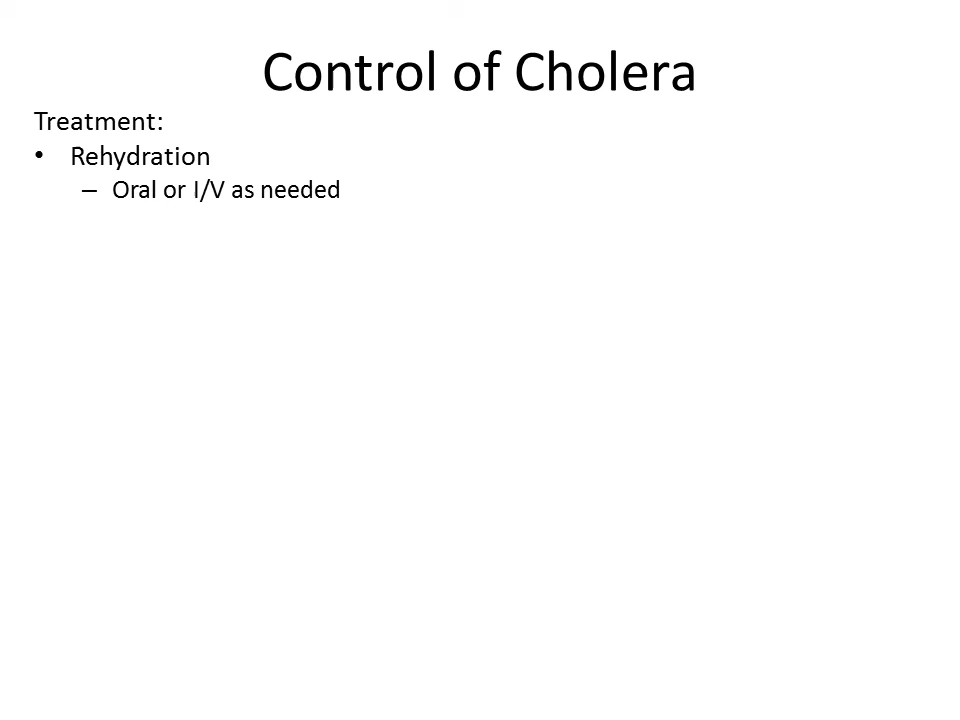 Control of Cholera
Treatment:
• Rehydration
– Oral or I/V as needed